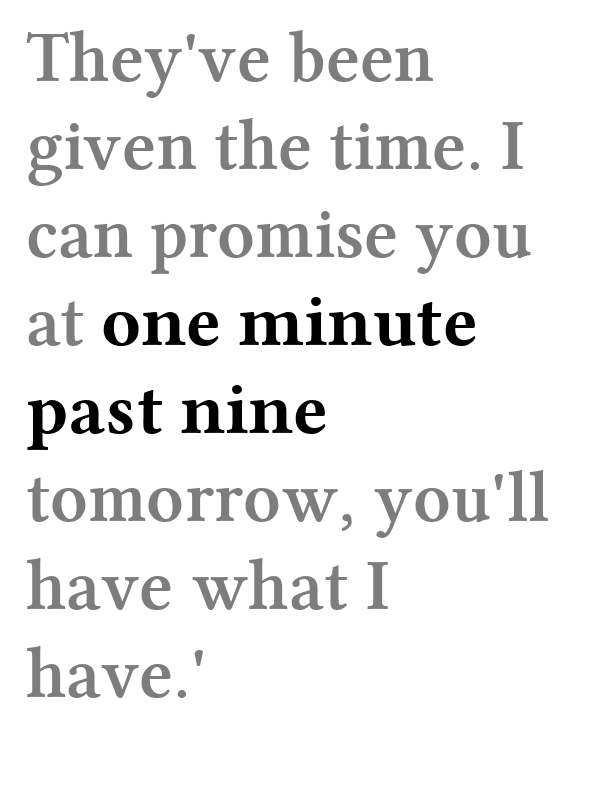 They've been
given the time. I
can promise you
at one minute
past nine
tomorrow, you'll
have what I
have.'